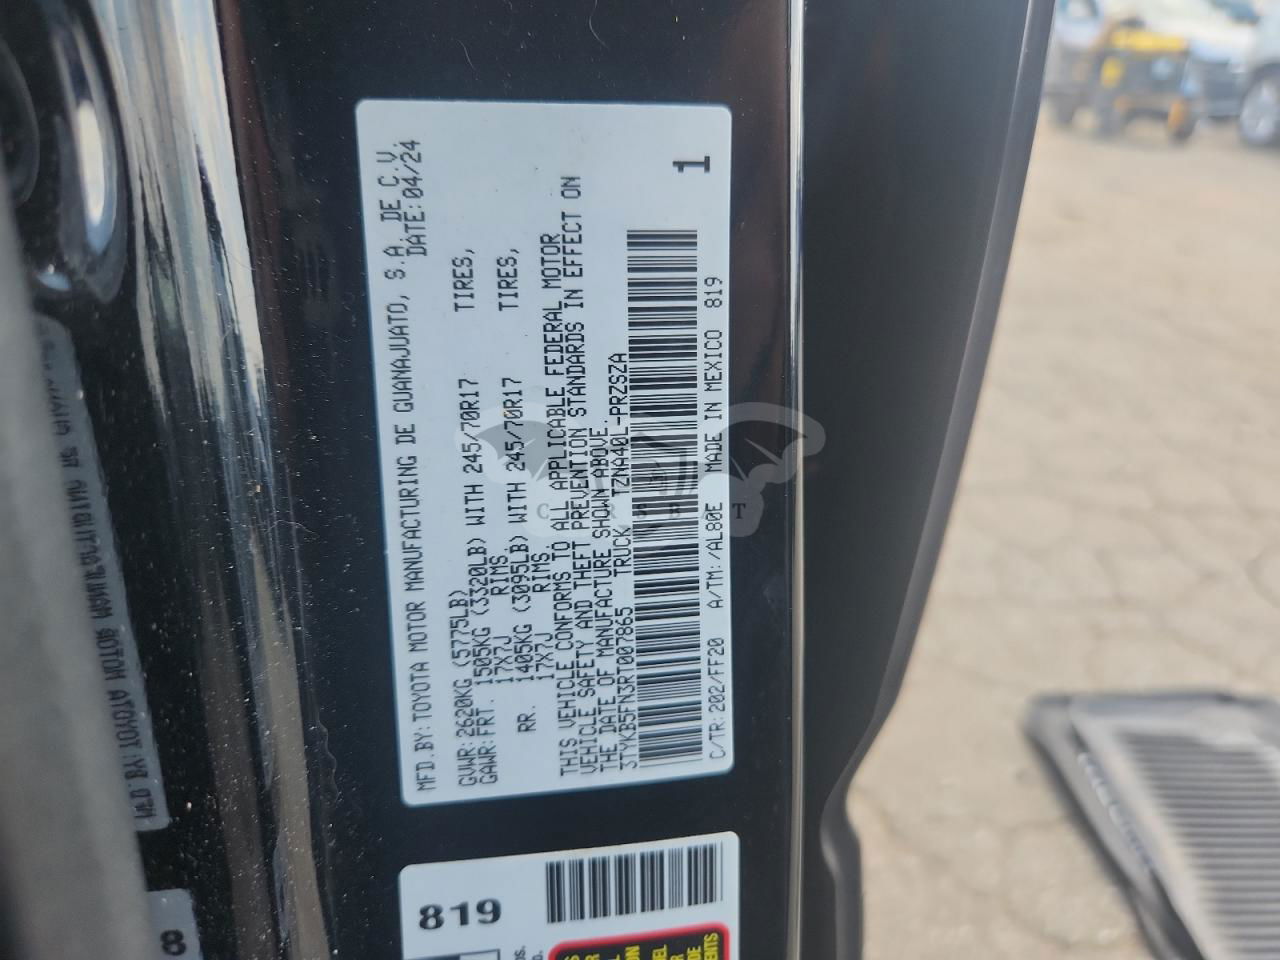 MFD.BY:TOYOTA MOTOR MANUFACTURING DE GUANAJUATO, S.A. DE C.V.
DATE:04/24
GVWR:2620KG (5775LB)
GAWR:FRT. 1505KG (3320LB) WITH 245/70R17 TIRES,
17X7J RIMS.
RR. 1405KG (3095LB) WITH 245/70R17 TIRES,
17X7J RIMS.
THIS VEHICLE CONFORMS TO ALL APPLICABLE FEDERAL MOTOR
VEHICLE SAFETY AND THEFT PREVENTION STANDARDS IN EFFECT ON
THE DATE OF MANUFACTURE SHOWN ABOVE.
3TYKB5FN3RT007865 TRUCK TZNA40L-PRZSZA
1
C/TR:202/FF20 A/TM:/AL80E MADE IN MEXICO 819
819